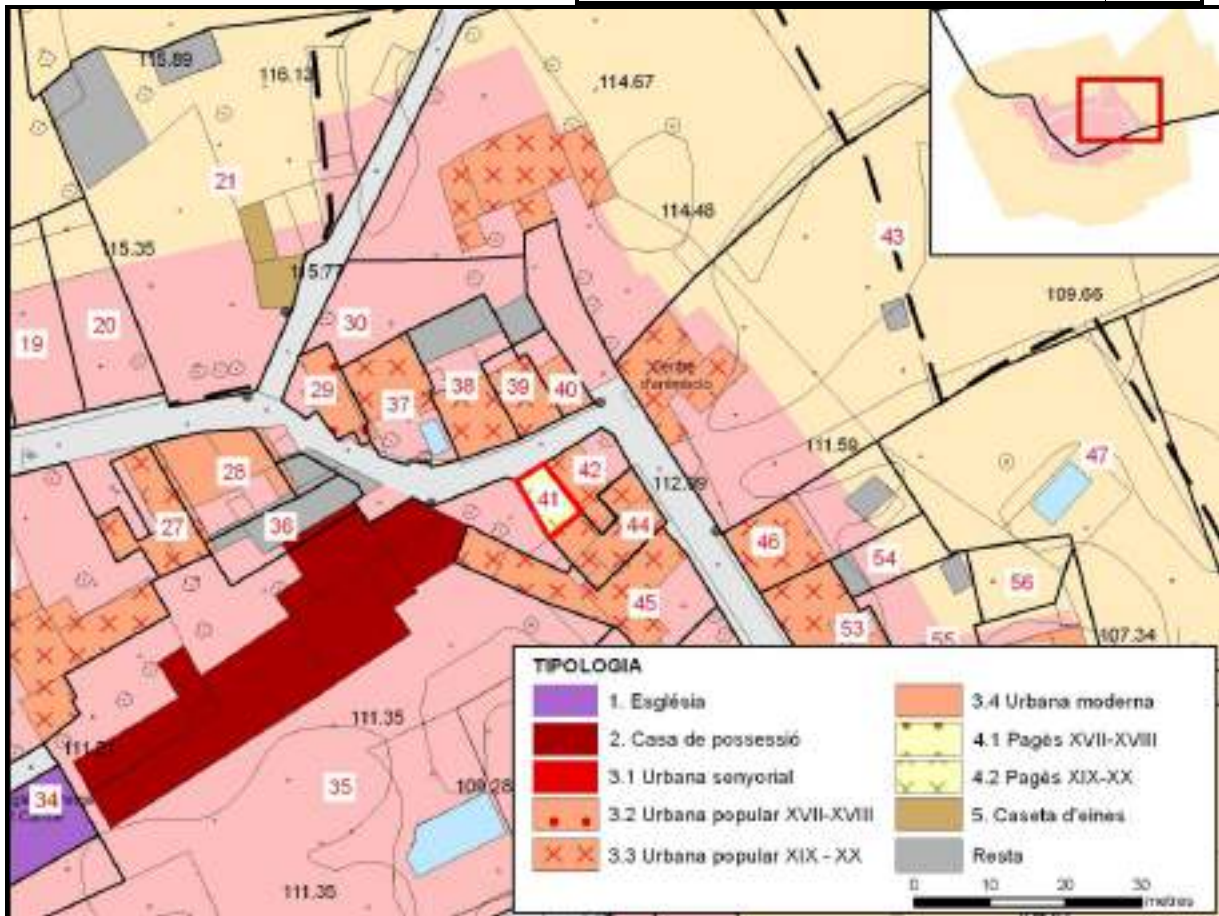 115.89
116.13
114.67
21
114.48
43
115.35
115.77
109.66
19
20
30
29
37
38
39
40
d'animació
111.59
47
28
41
42
112.99
27
36
44
46
54
56
45
53
55
107.34
111.35
34
35
109.28
111.35
TIPOLOGIA
1. Església
2. Casa de possessió
3.1 Urbana senyorial
3.2 Urbana popular XVII-XVIII
3.3 Urbana popular XIX - XX
3.4 Urbana moderna
4.1 Pagès XVII-XVIII
4.2 Pagès XIX-XX
5. Caseta d'eines
Resta
0 10 20 30
metres